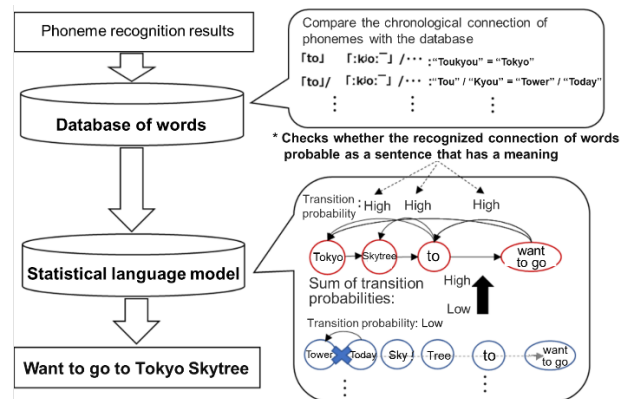 Phoneme recognition results
Database of words
Statistical language model
Want to go to Tokyo Skytree
Compare the chronological connection of
phonemes with the database
「to」 「:kʲo:¯」 /･･･ :“Toukyou” = “Tokyo”
「to」/ 「:kʲo:¯」 /･･･ :“Tou” / “Kyou” = “Tower” / “Today”
* Checks whether the recognized connection of words
probable as a sentence that has a meaning
Transition
probability
: High High High
Tokyo Skytree to want
to go
Sum of transition
probabilities:
High
Low
Transition probability: Low
Tower Today Sky Tree to want
to go